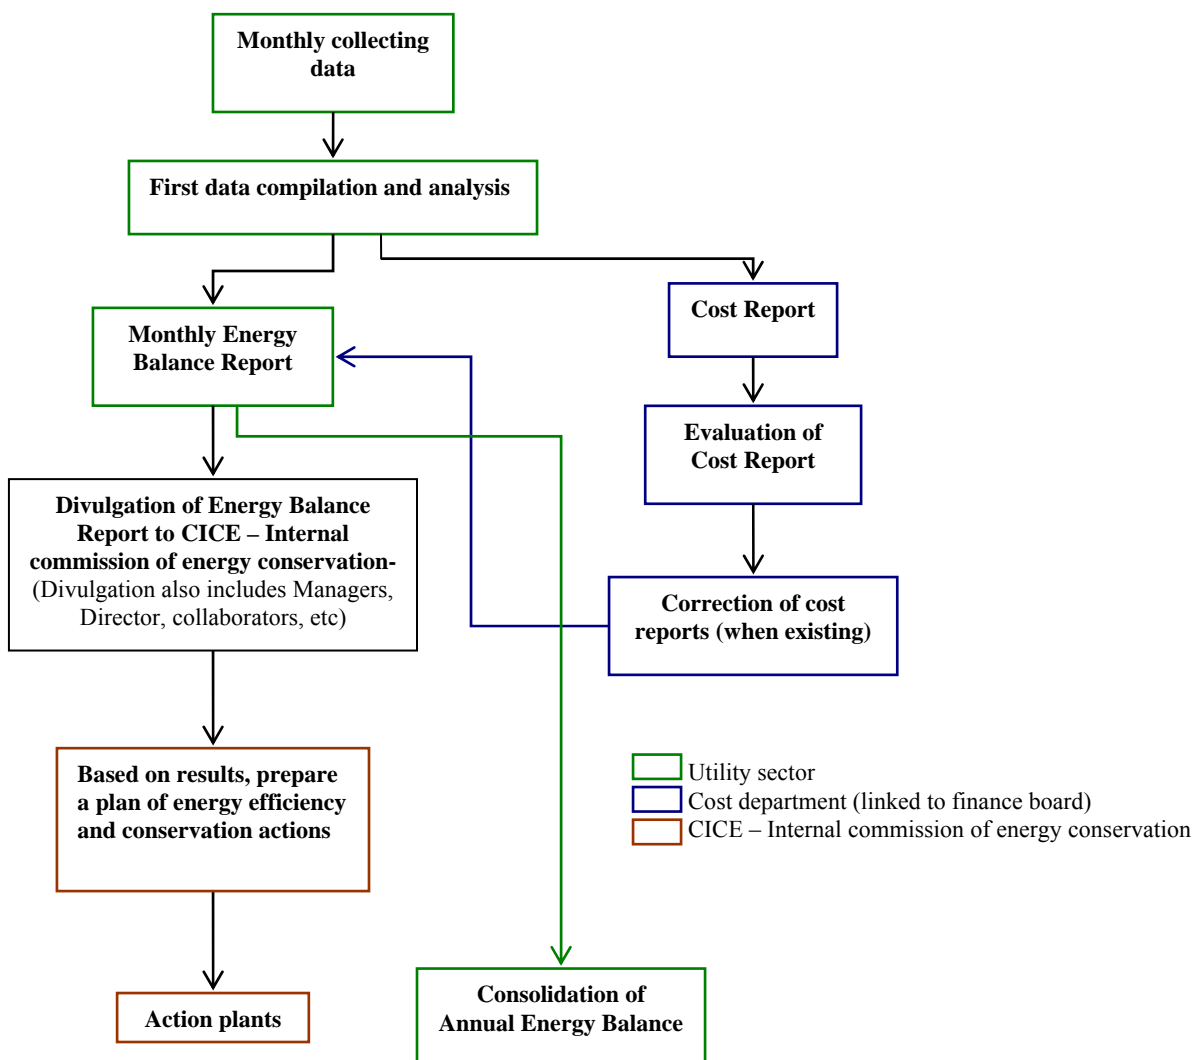 Monthly collecting
data
First data compilation and analysis
Monthly Energy
Balance Report
Cost Report
Evaluation of
Cost Report
Divulgation of Energy Balance
Report to CICE – Internal
commission of energy conservation-
(Divulgation also includes Managers,
Director, collaborators, etc)
Correction of cost
reports (when existing)
Based on results, prepare
a plan of energy efficiency
and conservation actions
Utility sector
Cost department (linked to finance board)
CICE – Internal commission of energy conservation
Action plants
Consolidation of
Annual Energy Balance